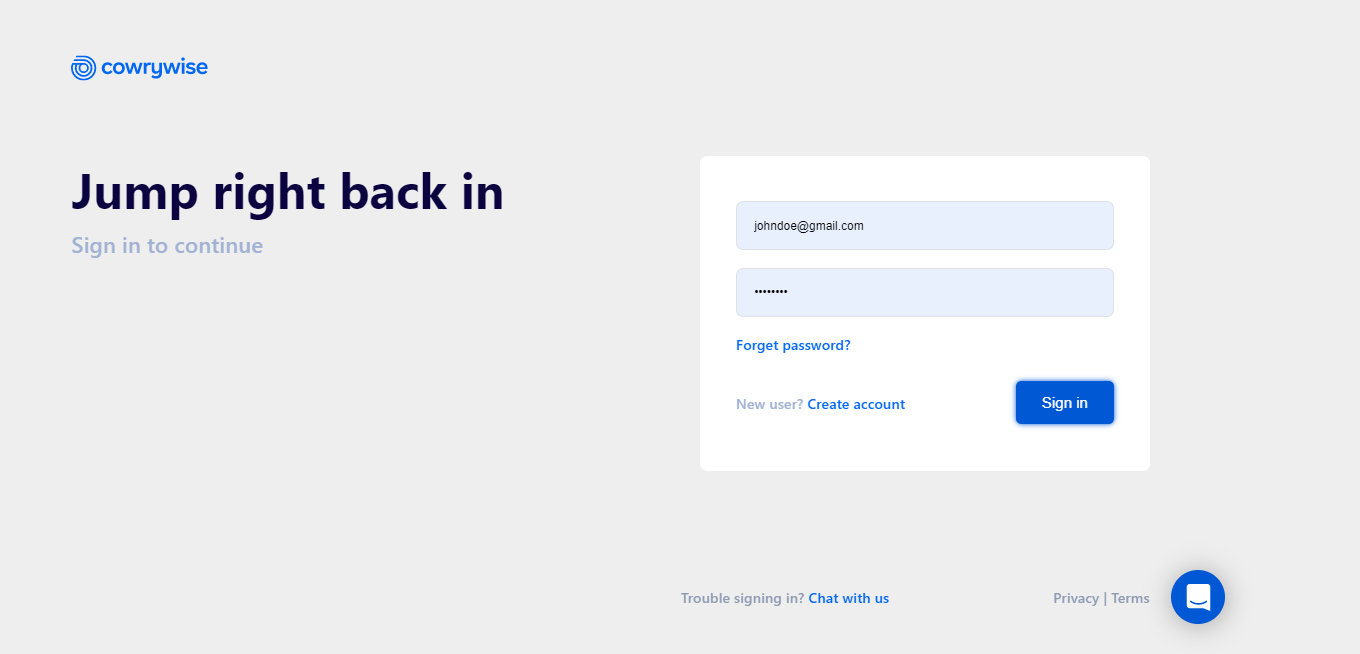 cowrywise
Jump right back in
Sign in to continue
johndoe@gmail.com
••••••••
Forget password?
New user? Create account
Sign in
Trouble signing in? Chat with us
Privacy | Terms